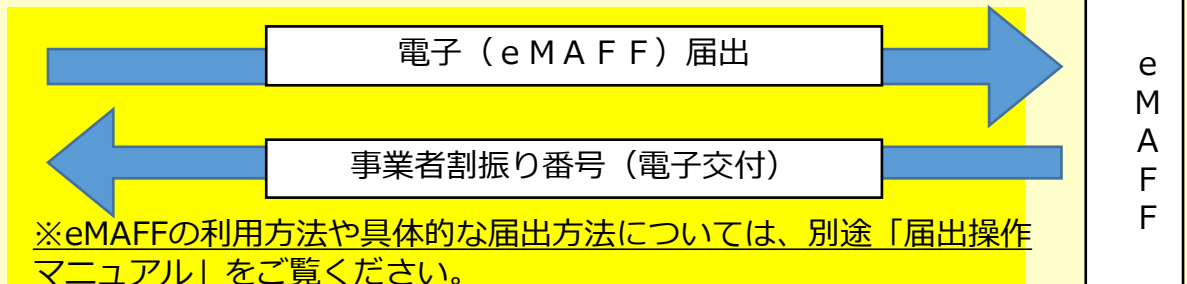 電子（ｅＭＡＦＦ）届出
事業者割振り番号（電子交付）
※eMAFFの利用方法や具体的な届出方法については、別途「届出操作
マニュアル」をご覧ください。
e
M
A
F
F